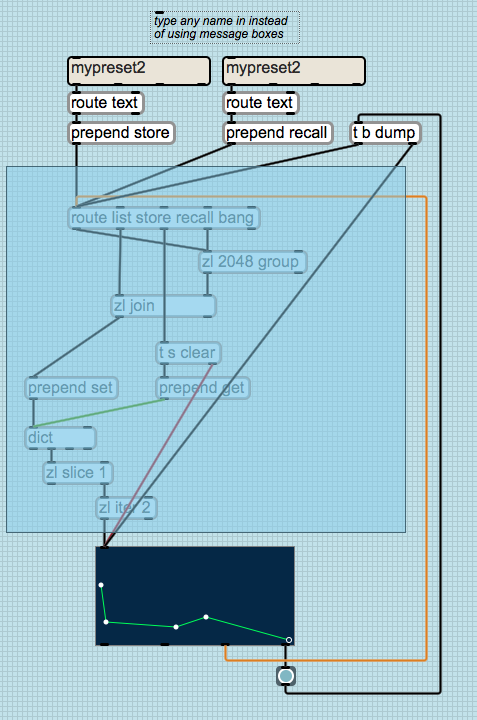 type any name in instead
of using message boxes
mypreset2
mypreset2
route text
route text
prepend store
prepend recall
t b dump
route list store recall bang
zl 2048 group
zl join
t s clear
prepend set
prepend get
dict
zl slice 1
zl iter 2